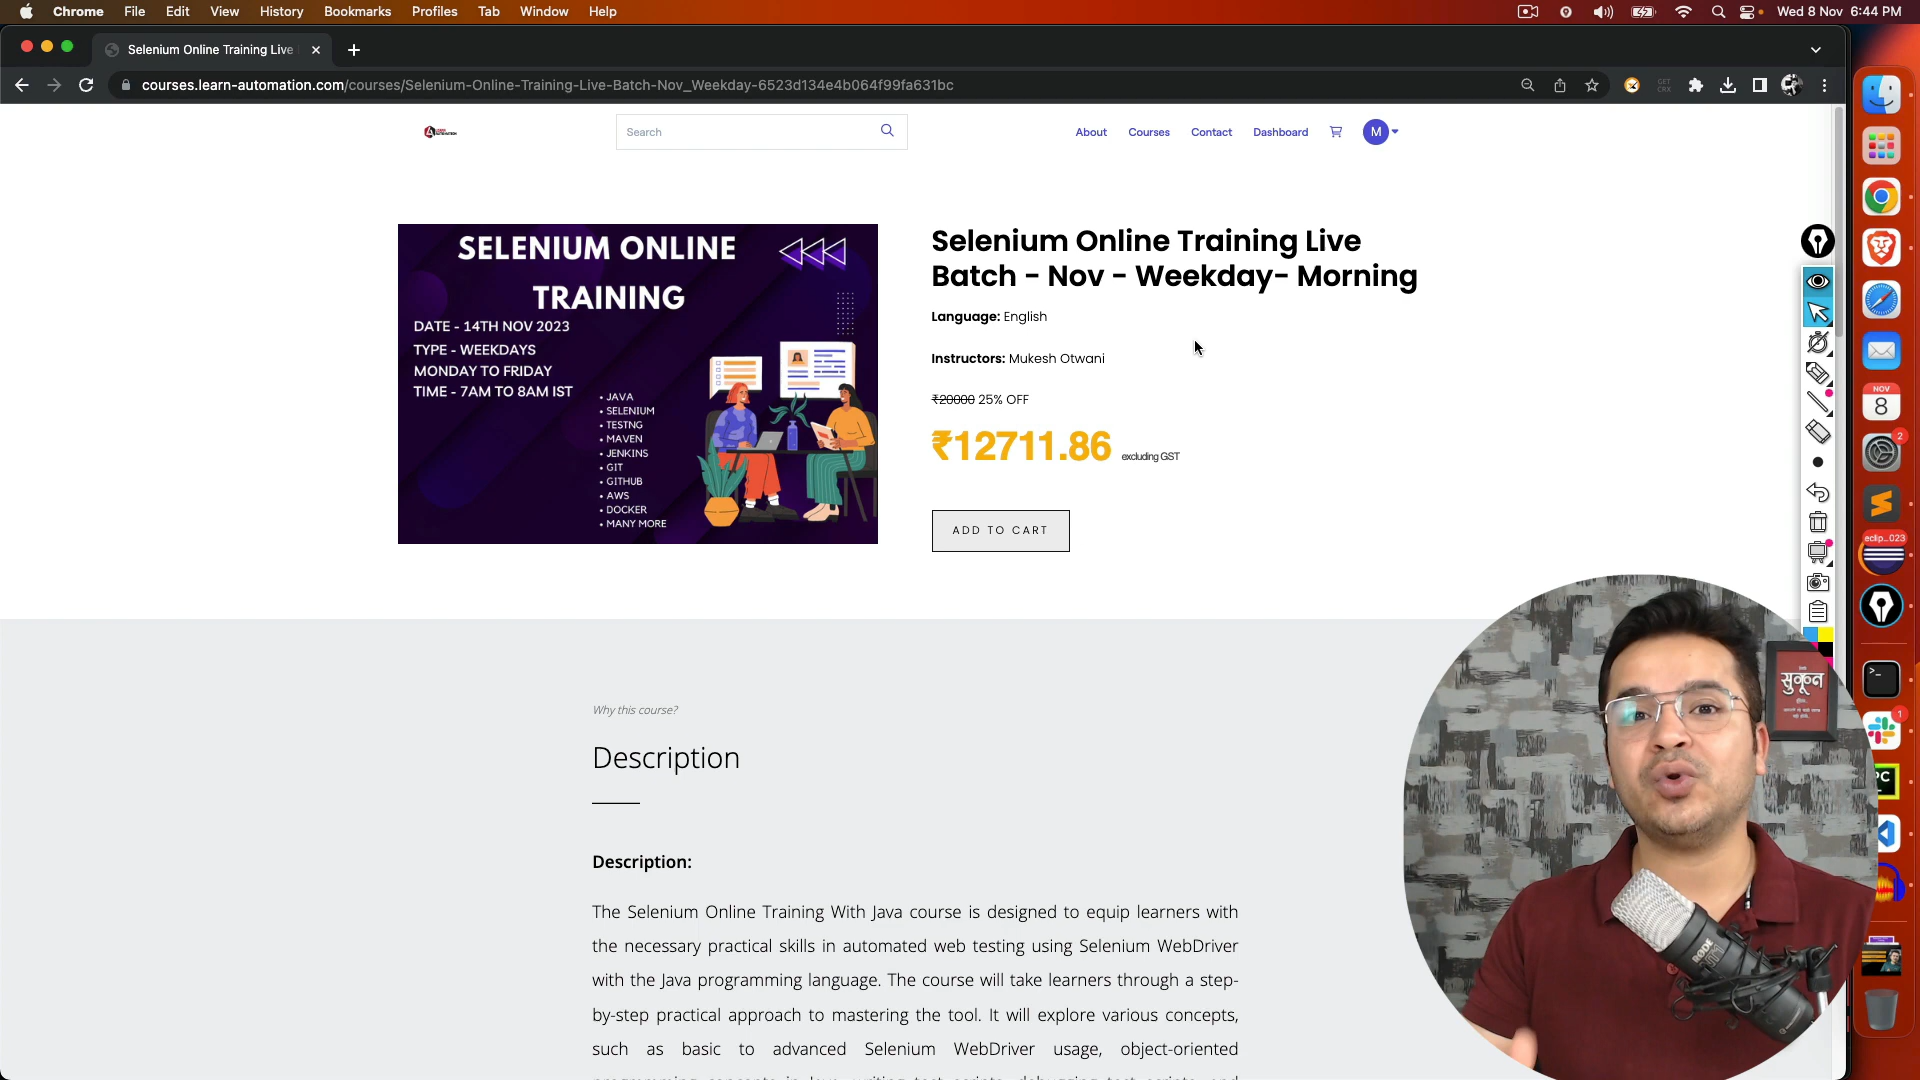 Chrome File Edit View History Bookmarks Profiles Tab Window Help
Wed 8 Nov 6:44 PM
Selenium Online Training Live
courses.learn-automation.com/courses/Selenium-Online-Training-Live-Batch-Nov_Weekday-6523d134e4b064f99fa631bc
GET
CRX
Search
About Courses Contact Dashboard M
SELENIUM ONLINE
TRAINING
DATE - 14TH NOV 2023
TYPE - WEEKDAYS
MONDAY TO FRIDAY
TIME - 7AM TO 8AM IST
• JAVA
• SELENIUM
• TESTNG
• MAVEN
• JENKINS
• GIT
• GITHUB
• AWS
• DOCKER
• MANY MORE
Selenium Online Training Live
Batch - Nov - Weekday- Morning
Language: English
Instructors: Mukesh Otwani
₹20000 25% OFF
₹12711.86 excluding GST
ADD TO CART
Why this course?
Description
Description:
The Selenium Online Training With Java course is designed to equip learners with
the necessary practical skills in automated web testing using Selenium WebDriver
with the Java programming language. The course will take learners through a step-
by-step practical approach to mastering the tool. It will explore various concepts,
such as basic to advanced Selenium WebDriver usage, object-oriented
NOV
8
2
eclip...023
1
PC
सुकून
RØDE